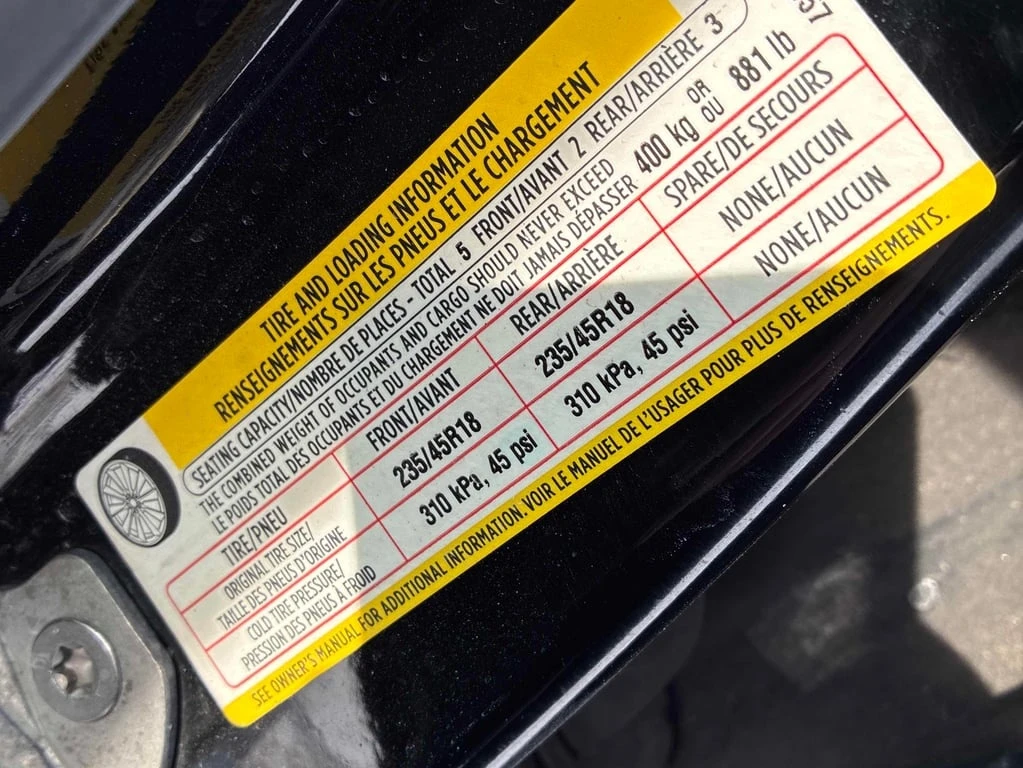 TIRE AND LOADING INFORMATION
RENSEIGNEMENTS SUR LES PNEUS ET LE CHARGEMENT
SEATING CAPACITY/NOMBRE DE PLACES - TOTAL 5 FRONT/AVANT 2 REAR/ARRIÈRE 3
THE COMBINED WEIGHT OF OCCUPANTS AND CARGO SHOULD NEVER EXCEED
LE POIDS TOTAL DES OCCUPANTS ET DU CHARGEMENT NE DOIT JAMAIS DÉPASSER
400 kg OR OU 881 lb
TIRE/PNEU FRONT/AVANT REAR/ARRIÈRE SPARE/DE SECOURS
ORIGINAL TIRE SIZE/
TAILLE DES PNEUS D'ORIGINE 235/45R18 235/45R18 NONE/AUCUN
COLD TIRE PRESSURE/
PRESSION DES PNEUS À FROID 310 kPa, 45 psi 310 kPa, 45 psi NONE/AUCUN
SEE OWNER'S MANUAL FOR ADDITIONAL INFORMATION. VOIR LE MANUEL DE L'USAGER POUR PLUS DE RENSEIGNEMENTS.